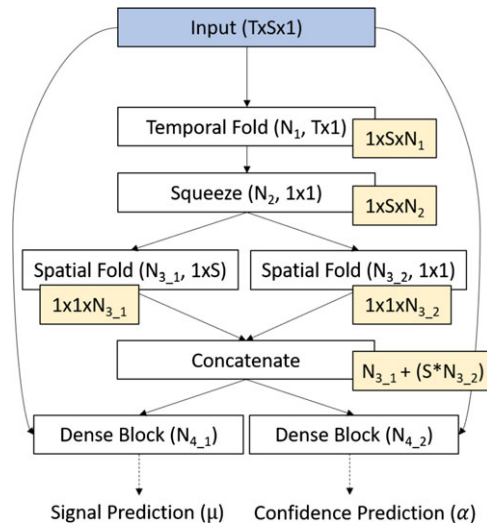 Input (TxSx1)
Temporal Fold (N_1, Tx1)
1xSxN_1
Squeeze (N_2, 1x1)
1xSxN_2
Spatial Fold (N_3_1, 1xS)
Spatial Fold (N_3_2, 1x1)
1x1xN_3_1
1x1xN_3_2
Concatenate
N_3_1 + (S*N_3_2)
Dense Block (N_4_1)
Dense Block (N_4_2)
Signal Prediction (μ)
Confidence Prediction (α)